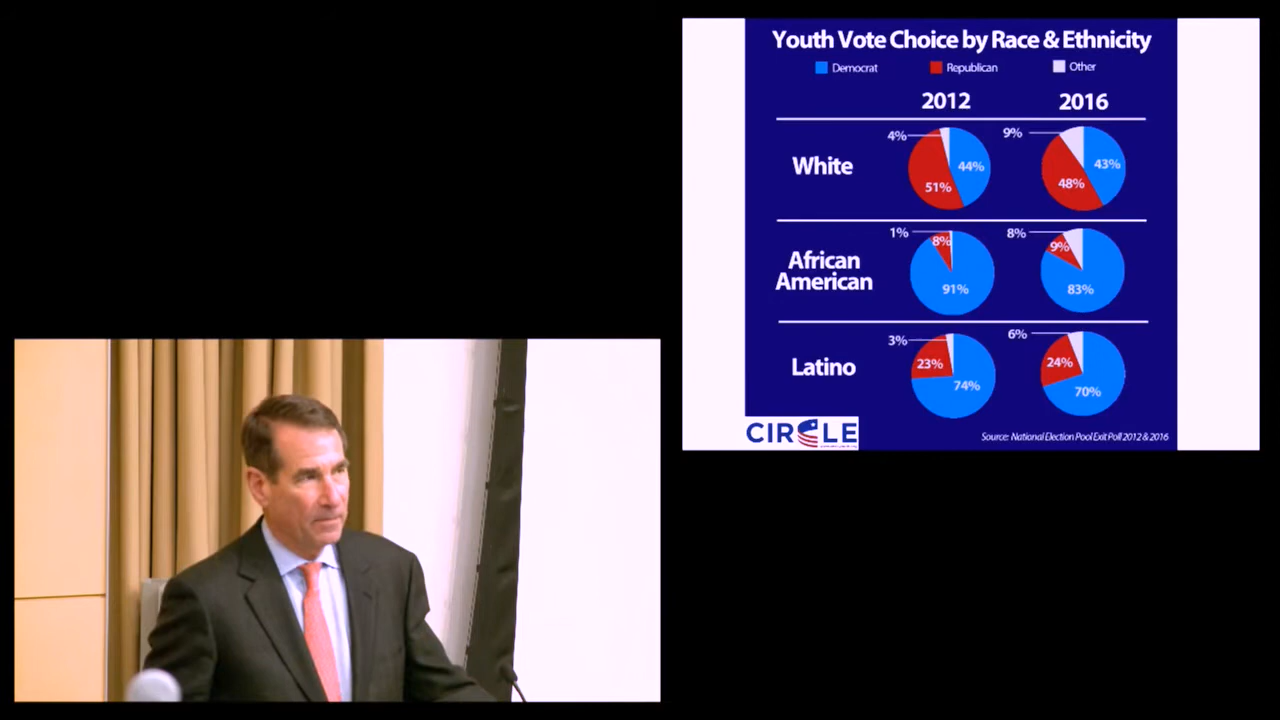 Youth Vote Choice by Race & Ethnicity
Democrat Republican Other
2012 2016
White
4% 44% 51%
9% 43% 48%
African
American
1% 8% 91%
8% 9% 83%
Latino
3% 23% 74%
6% 24% 70%
CIRCLE
Source: National Election Pool Exit Poll 2012 & 2016